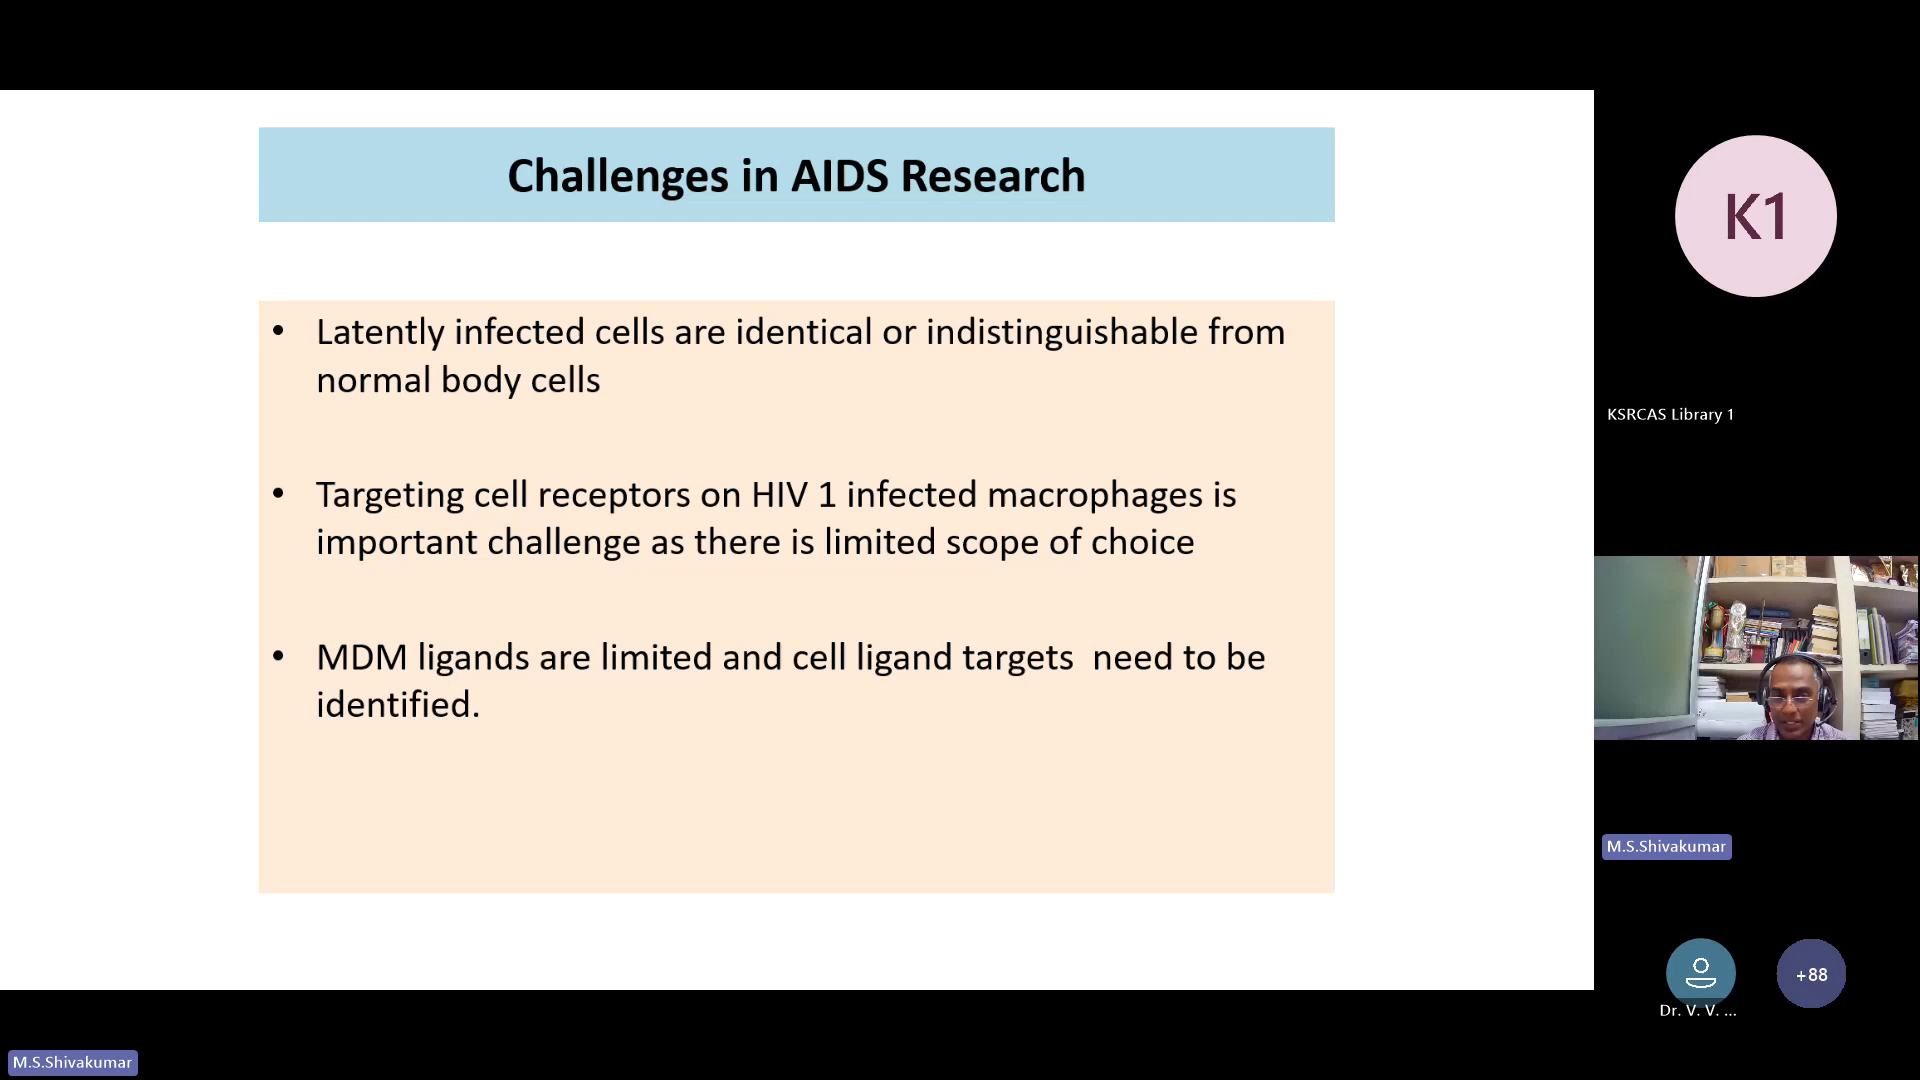 Challenges in AIDS Research
• Latently infected cells are identical or indistinguishable from
normal body cells
• Targeting cell receptors on HIV 1 infected macrophages is
important challenge as there is limited scope of choice
• MDM ligands are limited and cell ligand targets  need to be
identified.
K1
KSRCAS Library 1
M.S.Shivakumar
Dr. V. V. ...
+88
M.S.Shivakumar